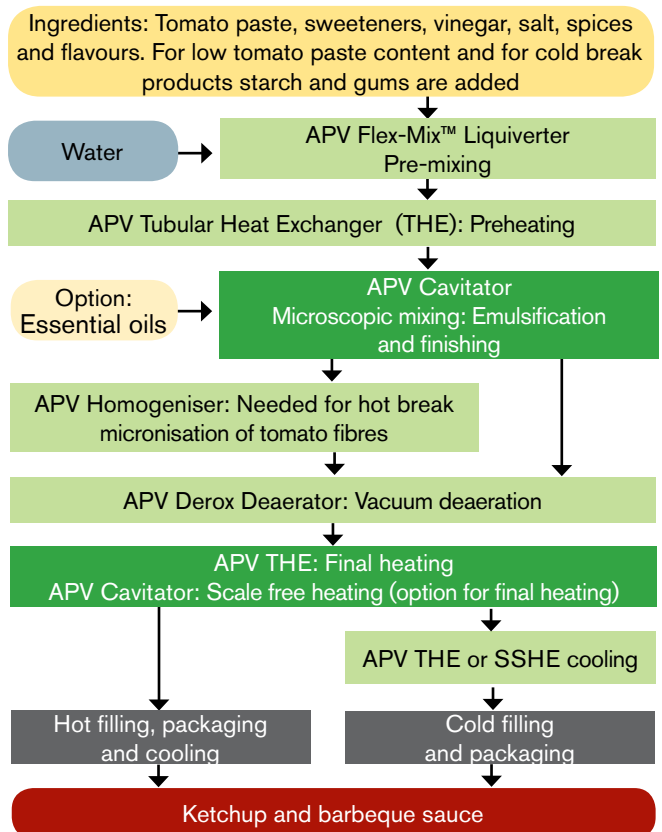 Ingredients: Tomato paste, sweeteners, vinegar, salt, spices
and flavours. For low tomato paste content and for cold break
products starch and gums are added
Water
APV Flex-Mix™ Liquiverter
Pre-mixing
APV Tubular Heat Exchanger (THE): Preheating
Option:
Essential oils
APV Cavitator
Microscopic mixing: Emulsification
and finishing
APV Homogeniser: Needed for hot break
micronisation of tomato fibres
APV Derox Deaerator: Vacuum deaeration
APV THE: Final heating
APV Cavitator: Scale free heating (option for final heating)
APV THE or SSHE cooling
Hot filling, packaging
and cooling
Cold filling
and packaging
Ketchup and barbeque sauce